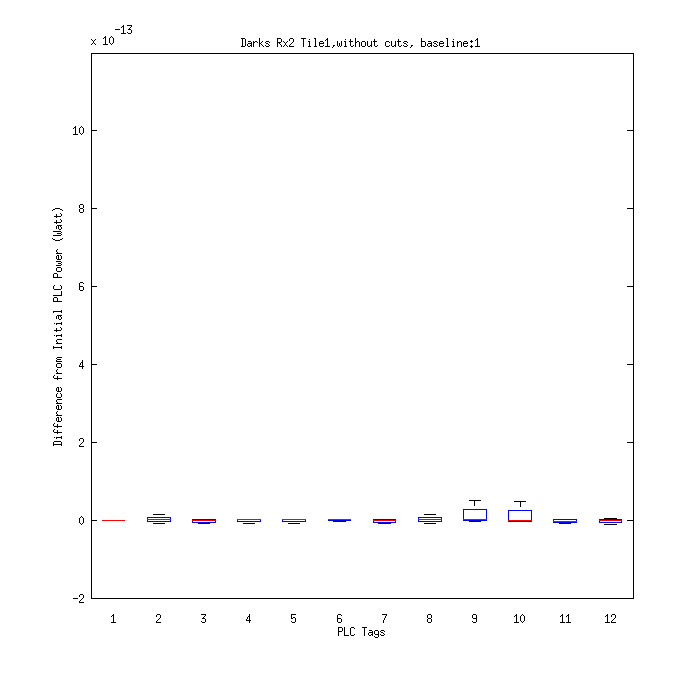 x 10 -13
Darks Rx2 Tile1,without cuts, baseline:1
10
8
6
4
2
0
-2
Difference from Initial PLC Power (Watt)
1 2 3 4 5 6 7 8 9 10 11 12
PLC Tags